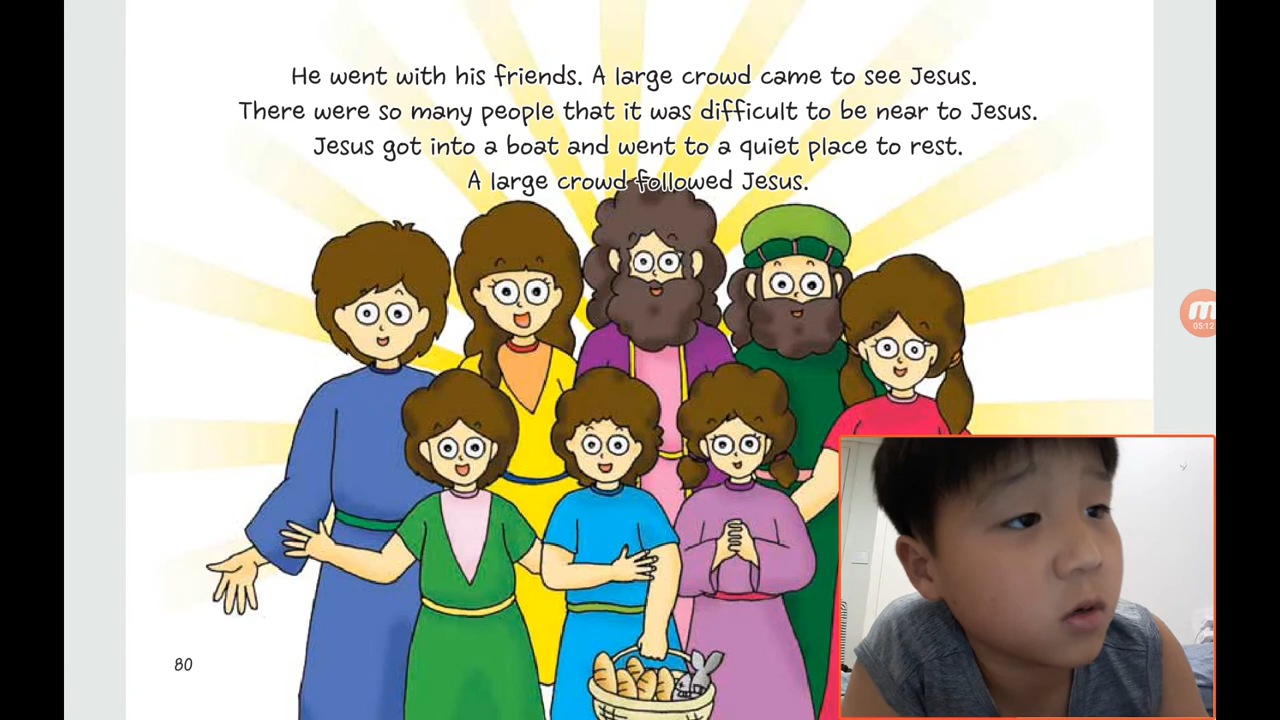 He went with his friends. A large crowd came to see Jesus.
There were so many people that it was difficult to be near to Jesus.
Jesus got into a boat and went to a quiet place to rest.
A large crowd followed Jesus.
80
05:12